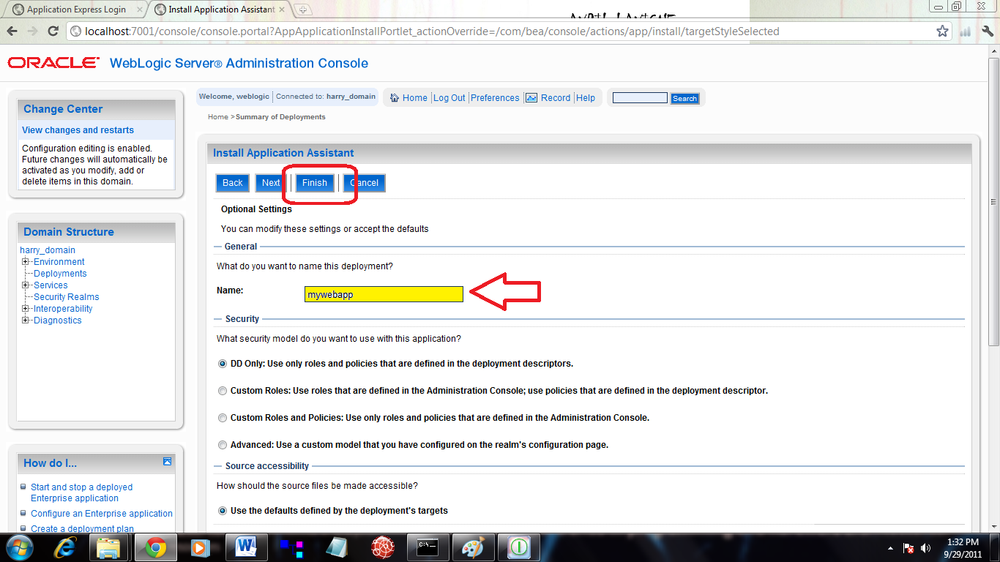 Application Express Login
Install Application Assistant
localhost:7001/console/console.portal?AppApplicationInstallPortlet_actionOverride=/com/bea/console/actions/app/install/targetStyleSelected
ORACLE WebLogic Server® Administration Console
Change Center
View changes and restarts
Configuration editing is enabled.
Future changes will automatically be
activated as you modify, add or
delete items in this domain.
Domain Structure
harry_domain
Environment
Deployments
Services
Security Realms
Interoperability
Diagnostics
How do I...
Start and stop a deployed
Enterprise application
Configure an Enterprise application
Create a deployment plan
Welcome, weblogic Connected to: harry_domain
Home Log Out Preferences Record Help
Search
Home >Summary of Deployments
Install Application Assistant
Back Next Finish Cancel
Optional Settings
You can modify these settings or accept the defaults
General
What do you want to name this deployment?
Name: mywebapp
Security
What security model do you want to use with this application?
DD Only: Use only roles and policies that are defined in the deployment descriptors.
Custom Roles: Use roles that are defined in the Administration Console; use policies that are defined in the deployment descriptor.
Custom Roles and Policies: Use only roles and policies that are defined in the Administration Console.
Advanced: Use a custom model that you have configured on the realm's configuration page.
Source accessibility
How should the source files be made accessible?
Use the defaults defined by the deployment's targets
1:32 PM
9/29/2011